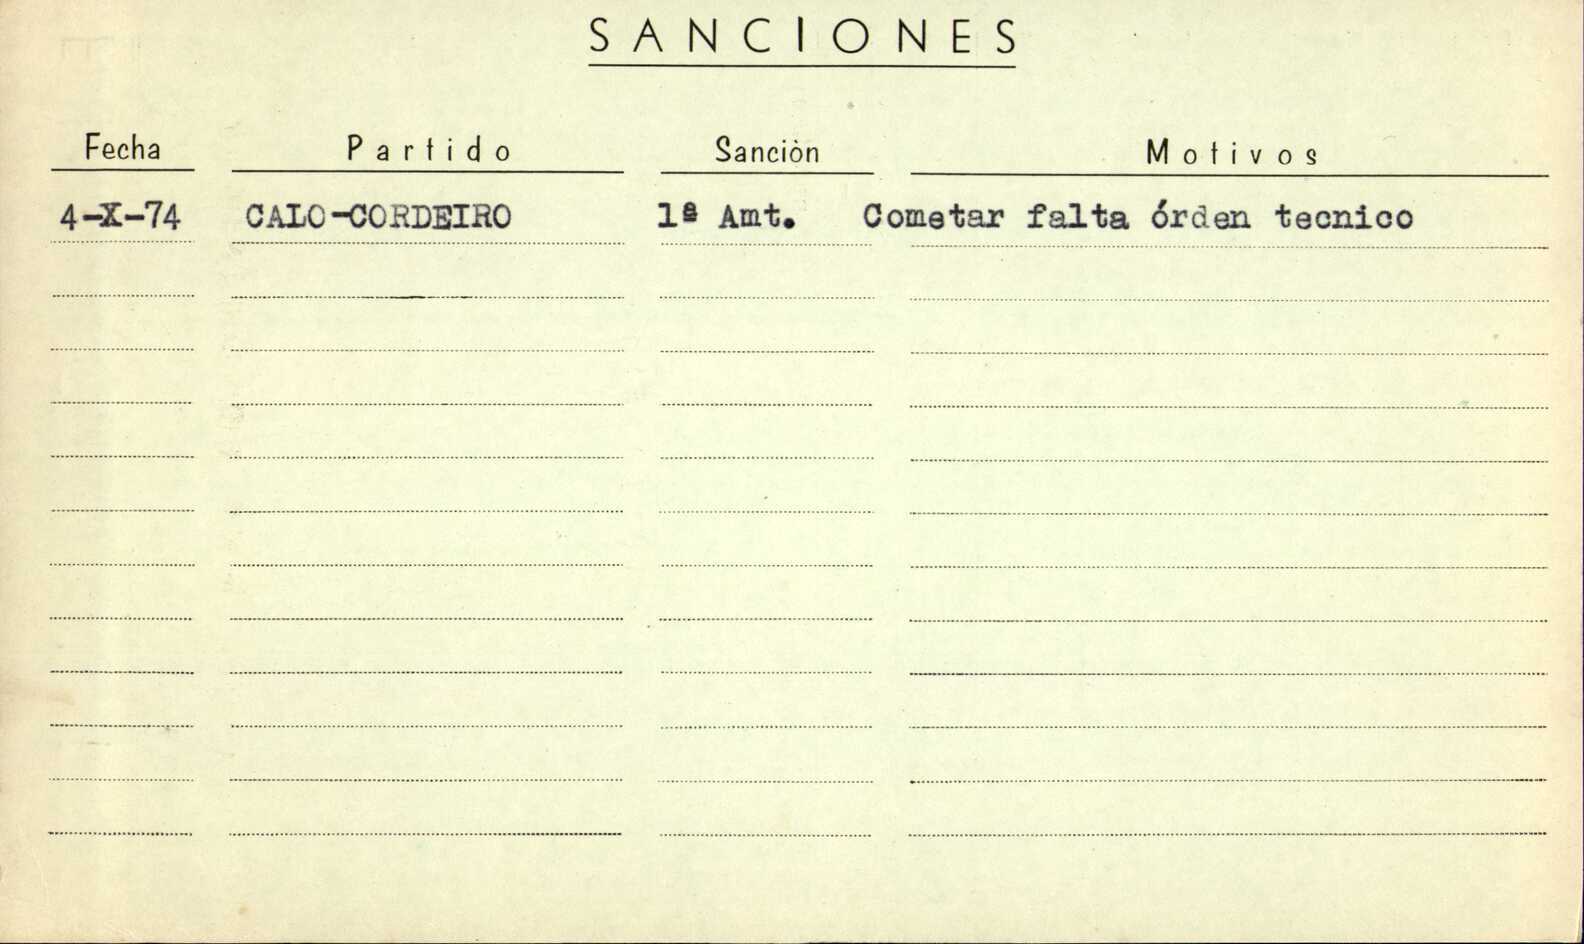 SANCIONES
Fecha Partido Sanción Motivos
4-X-74 CALO-CORDEIRO 1ª Amt. Cometar falta órden tecnico